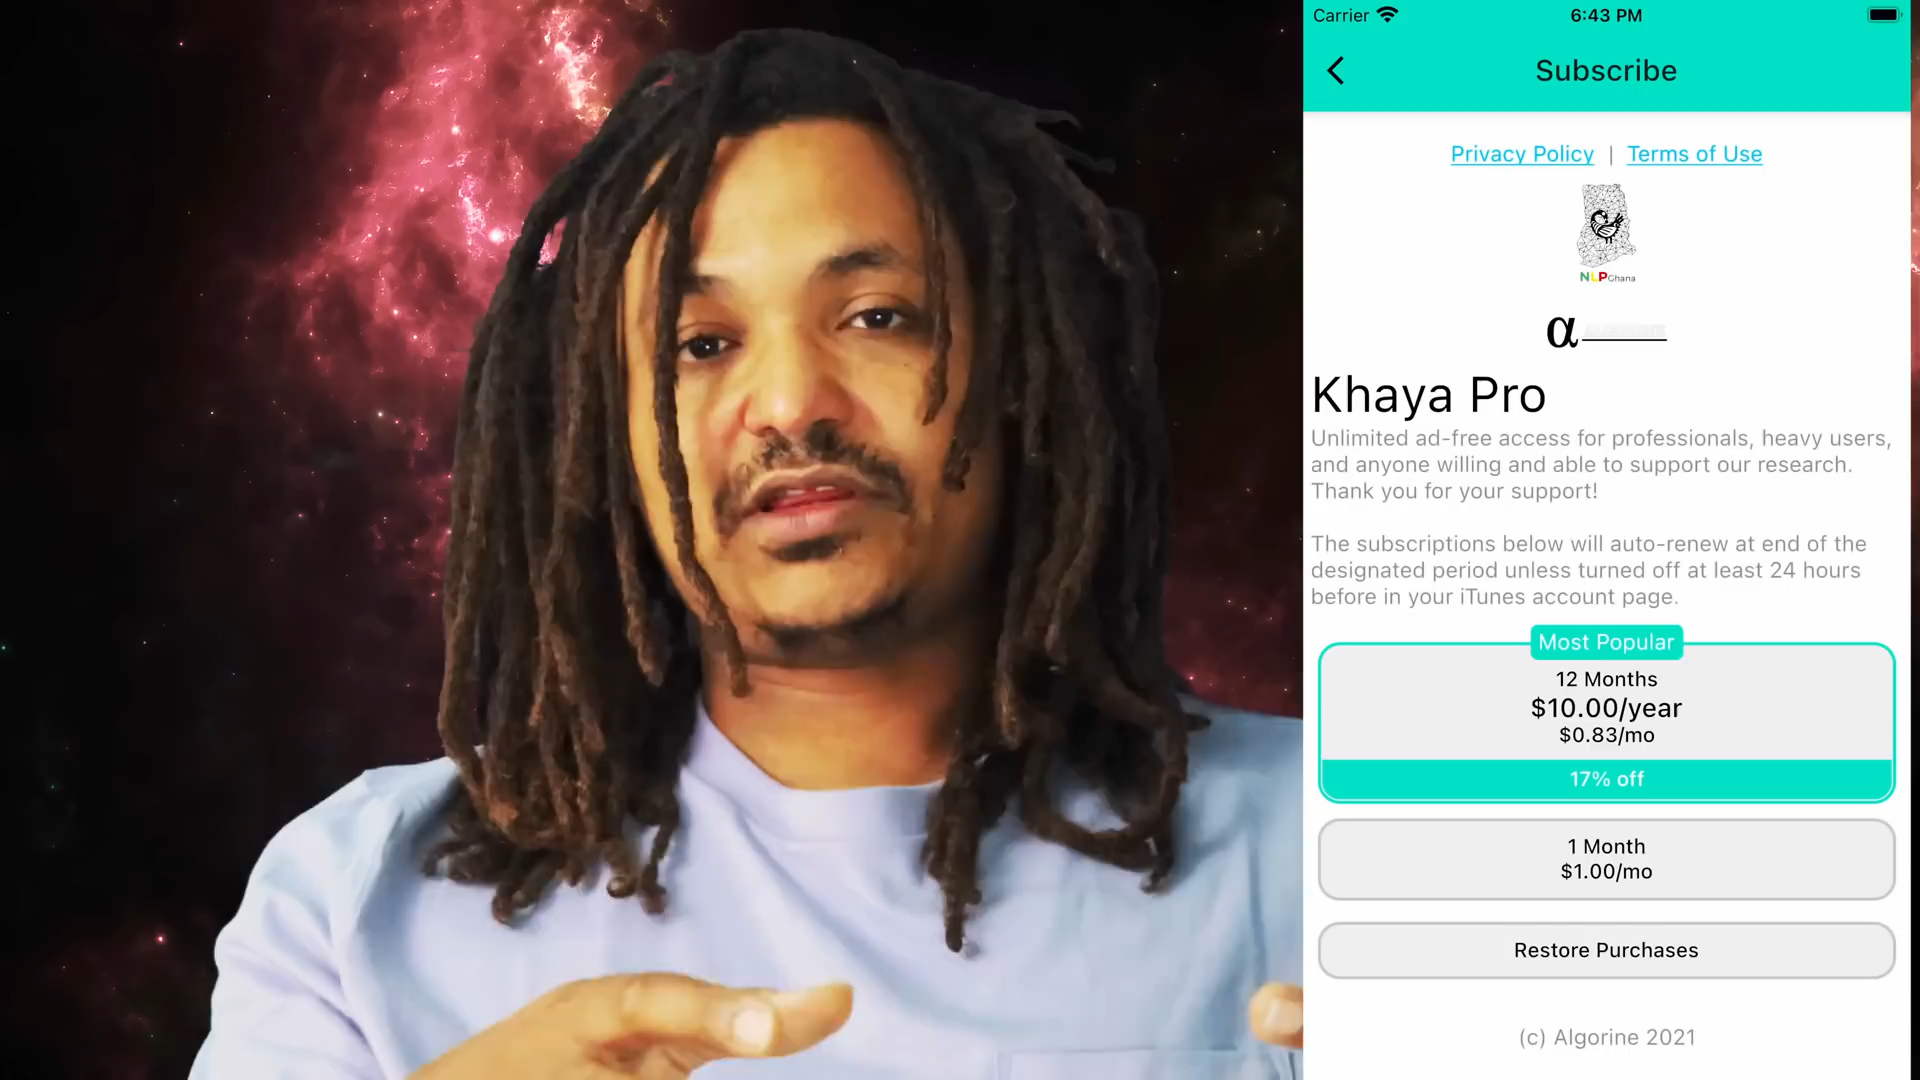 Carrier
6:43 PM
Subscribe
Privacy Policy | Terms of Use
NLPGhana
α
Khaya Pro
Unlimited ad-free access for professionals, heavy users,
and anyone willing and able to support our research.
Thank you for your support!
The subscriptions below will auto-renew at end of the
designated period unless turned off at least 24 hours
before in your iTunes account page.
Most Popular
12 Months
$10.00/year
$0.83/mo
17% off
1 Month
$1.00/mo
Restore Purchases
(c) Algorine 2021